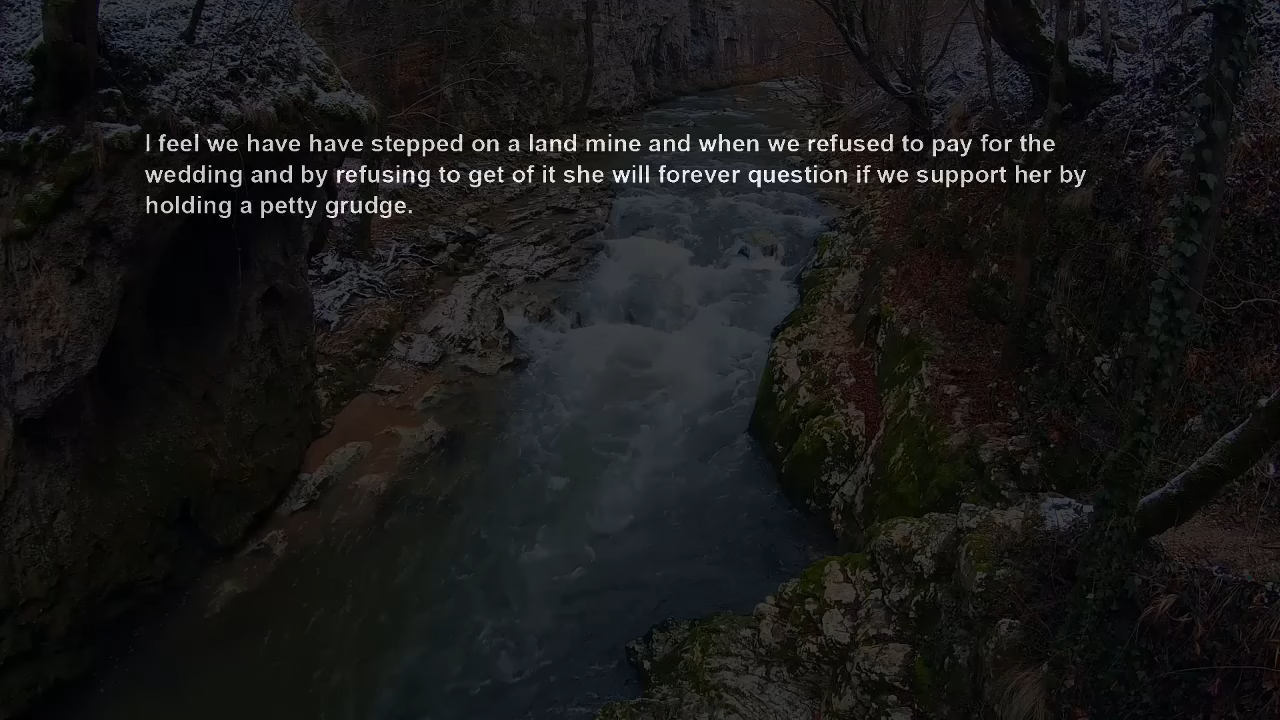 I feel we have have stepped on a land mine and when we refused to pay for the
wedding and by refusing to get of it she will forever question if we support her by
holding a petty grudge.